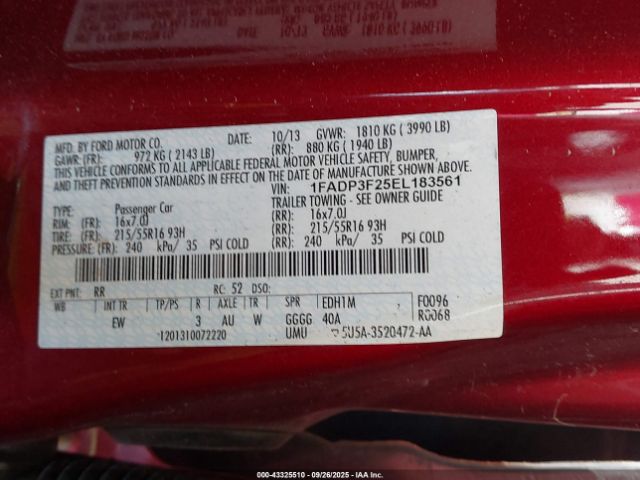 MFD. BY FORD MOTOR CO. DATE: 10/13 GVWR: 1810 KG ( 3990 LB)
GAWR: (FR): 972 KG ( 2143 LB) (RR): 880 KG ( 1940 LB)
THIS VEHICLE CONFORMS TO ALL APPLICABLE FEDERAL MOTOR VEHICLE SAFETY, BUMPER,
AND THEFT PREVENTION STANDARDS IN EFFECT ON THE DATE OF MANUFACTURE SHOWN ABOVE.
VIN: 1FADP3F25EL183561
TYPE: Passenger Car TRAILER TOWING - SEE OWNER GUIDE
RIM: (FR): 16x7.0J (RR): 16x7.0J
TIRE: (FR): 215/55R16 93H (RR): 215/55R16 93H
PRESSURE: (FR): 240 kPa/ 35 PSI COLD (RR): 240 kPa/ 35 PSI COLD
EXT PNT: RR RC: 52 DSO:
WB INT TR TP/PS R AXLE TR SPR EDH1M F0096
EW 3 AU W GGGG 40A R0068
1201310072220 UMU 5U5A-3520472-AA
000-43325510 - 09/26/2025 - IAAI.COM